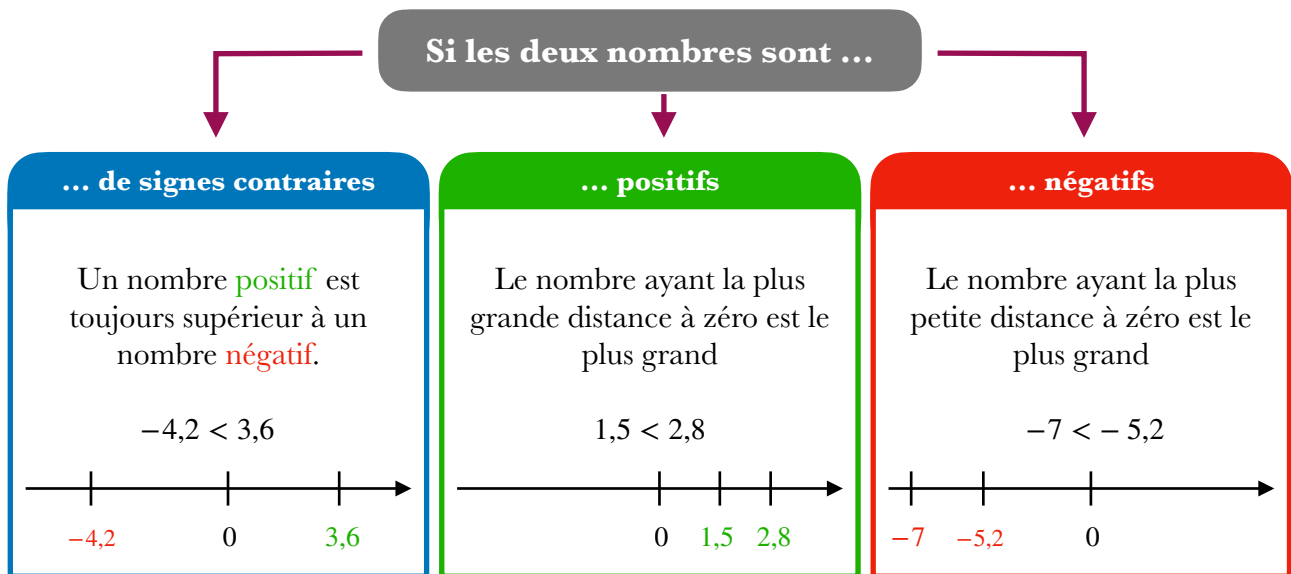 Si les deux nombres sont …
… de signes contraires
Un nombre positif est
toujours supérieur à un
nombre négatif.
−4,2 < 3,6
−4,2 0 3,6
… positifs
Le nombre ayant la plus
grande distance à zéro est le
plus grand
1,5 < 2,8
0 1,5 2,8
… négatifs
Le nombre ayant la plus
petite distance à zéro est le
plus grand
−7 < − 5,2
−7 −5,2 0